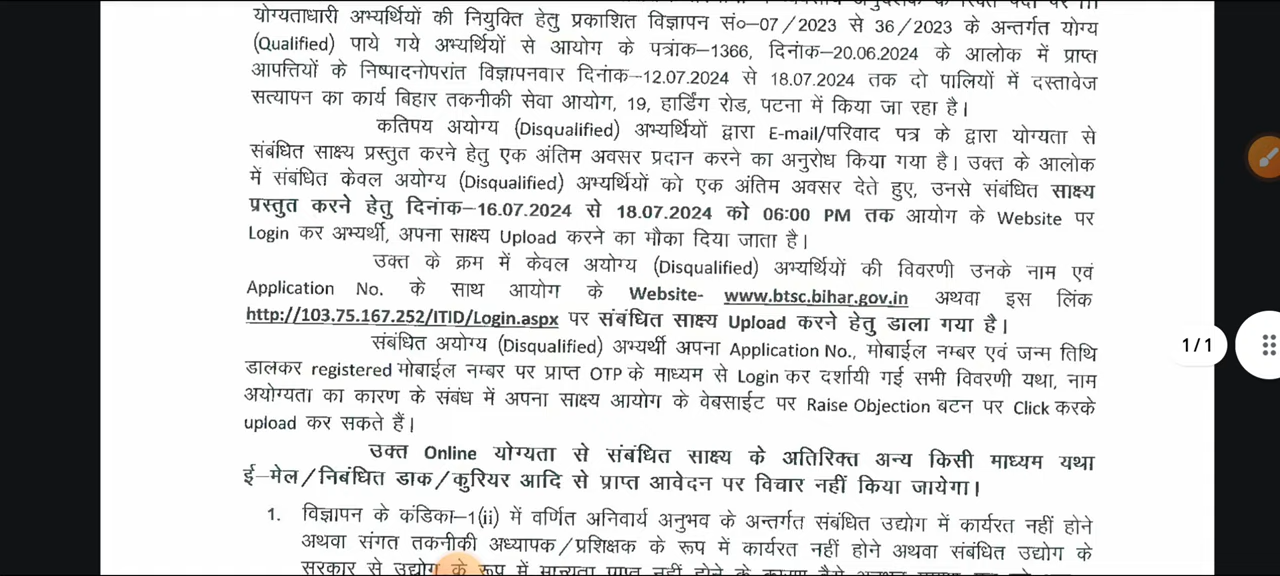 व्यवसाय अनुदेशक के रिक्त पदों पर ITI
योग्यताधारी अभ्यर्थियों की नियुक्ति हेतु प्रकाशित विज्ञापन सं०–07/2023 से 36/2023 के अन्तर्गत योग्य
(Qualified) पाये गये अभ्यर्थियों से आयोग के पत्रांक–1366, दिनांक–20.06.2024 के आलोक में प्राप्त
आपत्तियों के निष्पादनोपरांत विज्ञापनवार दिनांक–12.07.2024 से 18.07.2024 तक दो पालियों में दस्तावेज
सत्यापन का कार्य बिहार तकनीकी सेवा आयोग, 19, हार्डिंग रोड, पटना में किया जा रहा है।
कतिपय अयोग्य (Disqualified) अभ्यर्थियों द्वारा E-mail/परिवाद पत्र के द्वारा योग्यता से
संबंधित साक्ष्य प्रस्तुत करने हेतु एक अंतिम अवसर प्रदान करने का अनुरोध किया गया है। उक्त के आलोक
में संबंधित केवल अयोग्य (Disqualified) अभ्यर्थियों को एक अंतिम अवसर देते हुए, उनसे संबंधित साक्ष्य
प्रस्तुत करने हेतु दिनांक–16.07.2024 से 18.07.2024 को 06:00 PM तक आयोग के Website पर
Login कर अभ्यर्थी, अपना साक्ष्य Upload करने का मौका दिया जाता है।
उक्त के क्रम में केवल अयोग्य (Disqualified) अभ्यर्थियों की विवरणी उनके नाम एवं
Application No. के साथ आयोग के Website- www.btsc.bihar.gov.in अथवा इस लिंक
http://103.75.167.252/ITID/Login.aspx पर संबंधित साक्ष्य Upload करने हेतु डाला गया है।
संबंधित अयोग्य (Disqualified) अभ्यर्थी अपना Application No., मोबाईल नम्बर एवं जन्म तिथि
डालकर registered मोबाईल नम्बर पर प्राप्त OTP के माध्यम से Login कर दर्शायी गई सभी विवरणी यथा, नाम
अयोग्यता का कारण के संबंध में अपना साक्ष्य आयोग के वेबसाईट पर Raise Objection बटन पर Click करके
upload कर सकते हैं।
उक्त Online योग्यता से संबंधित साक्ष्य के अतिरिक्त अन्य किसी माध्यम यथा
ई–मेल/निबंधित डाक/कुरियर आदि से प्राप्त आवेदन पर विचार नहीं किया जायेगा।
1. विज्ञापन के कंडिका–1(ii) में वर्णित अनिवार्य अनुभव के अन्तर्गत संबंधित उद्योग में कार्यरत नहीं होने
अथवा संगत तकनीकी अध्यापक/प्रशिक्षक के रूप में कार्यरत नहीं होने अथवा संबंधित उद्योग के
सरकार से उद्योग के रूप में मान्यता प्राप्त नहीं होने के कारण
1/1